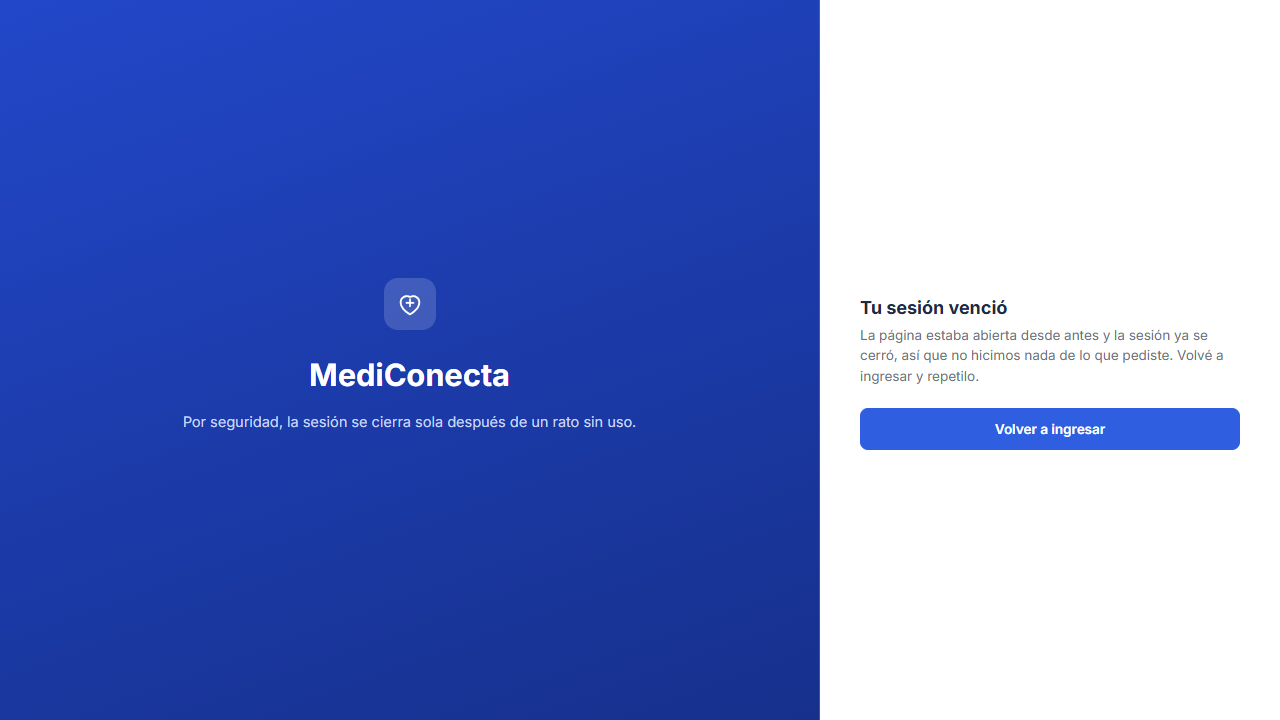 MediConecta
Por seguridad, la sesión se cierra sola después de un rato sin uso.
Tu sesión venció
La página estaba abierta desde antes y la sesión ya se
cerró, así que no hicimos nada de lo que pediste. Volvé a
ingresar y repetilo.
Volver a ingresar